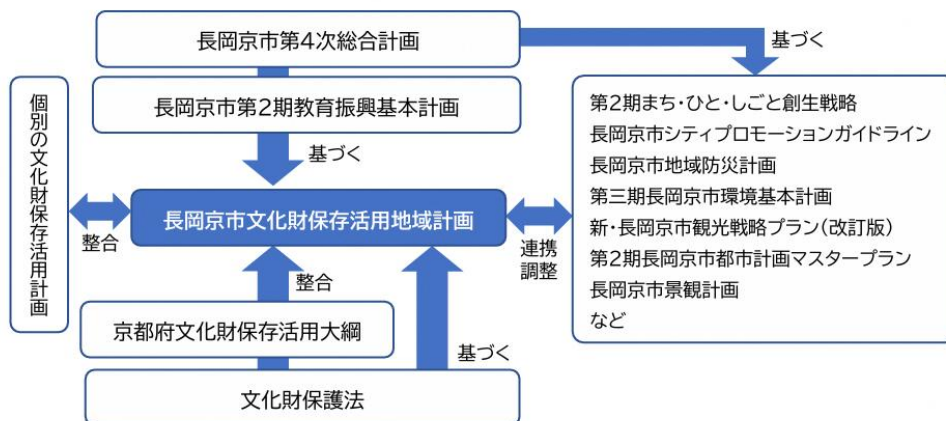 長岡京市第4次総合計画
基づく
長岡京市第2期教育振興基本計画
基づく
個別の文化財保存活用計画
整合
長岡京市文化財保存活用地域計画
連携
調整
第2期まち・ひと・しごと創生戦略
長岡京市シティプロモーションガイドライン
長岡京市地域防災計画
第三期長岡京市環境基本計画
新・長岡京市観光戦略プラン(改訂版)
第2期長岡京市都市計画マスタープラン
長岡京市景観計画
など
整合
京都府文化財保存活用大綱
基づく
文化財保護法